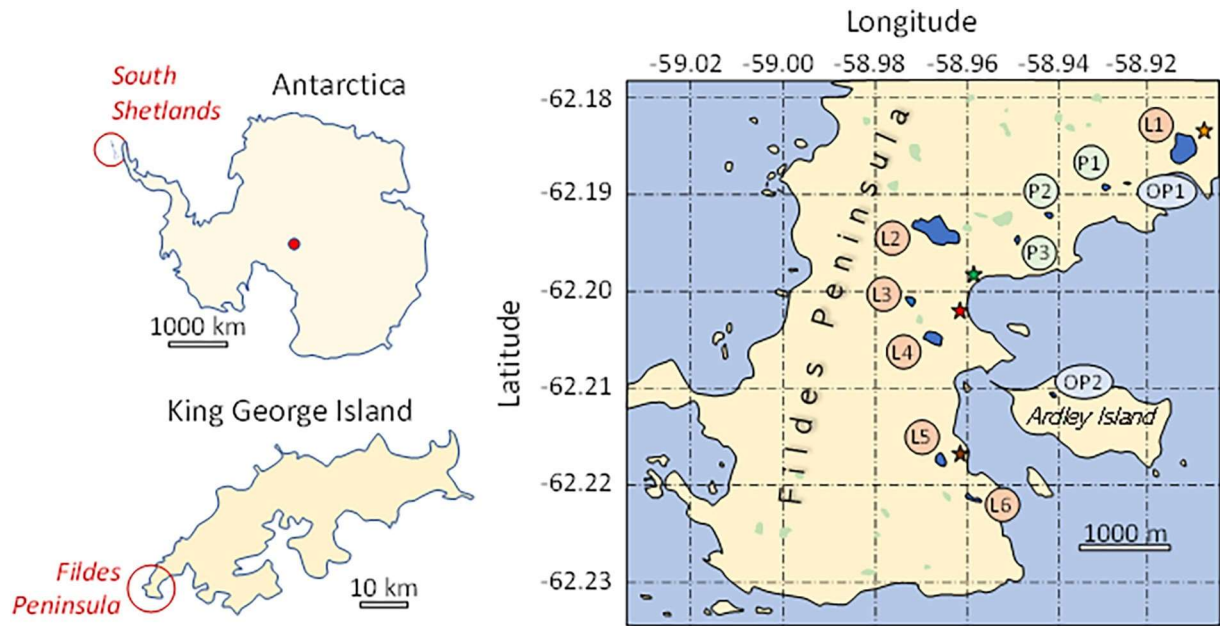 South
Shetlands
Antarctica
1000 km
King George Island
Fildes
Peninsula
10 km
Longitude
-59.02 -59.00 -58.98 -58.96 -58.94 -58.92
Latitude
-62.18
-62.19
-62.20
-62.21
-62.22
-62.23
Fildes Peninsula
L1
P1
P2
OP1
L2
P3
L3
L4
OP2
Ardley Island
L5
L6
1000 m